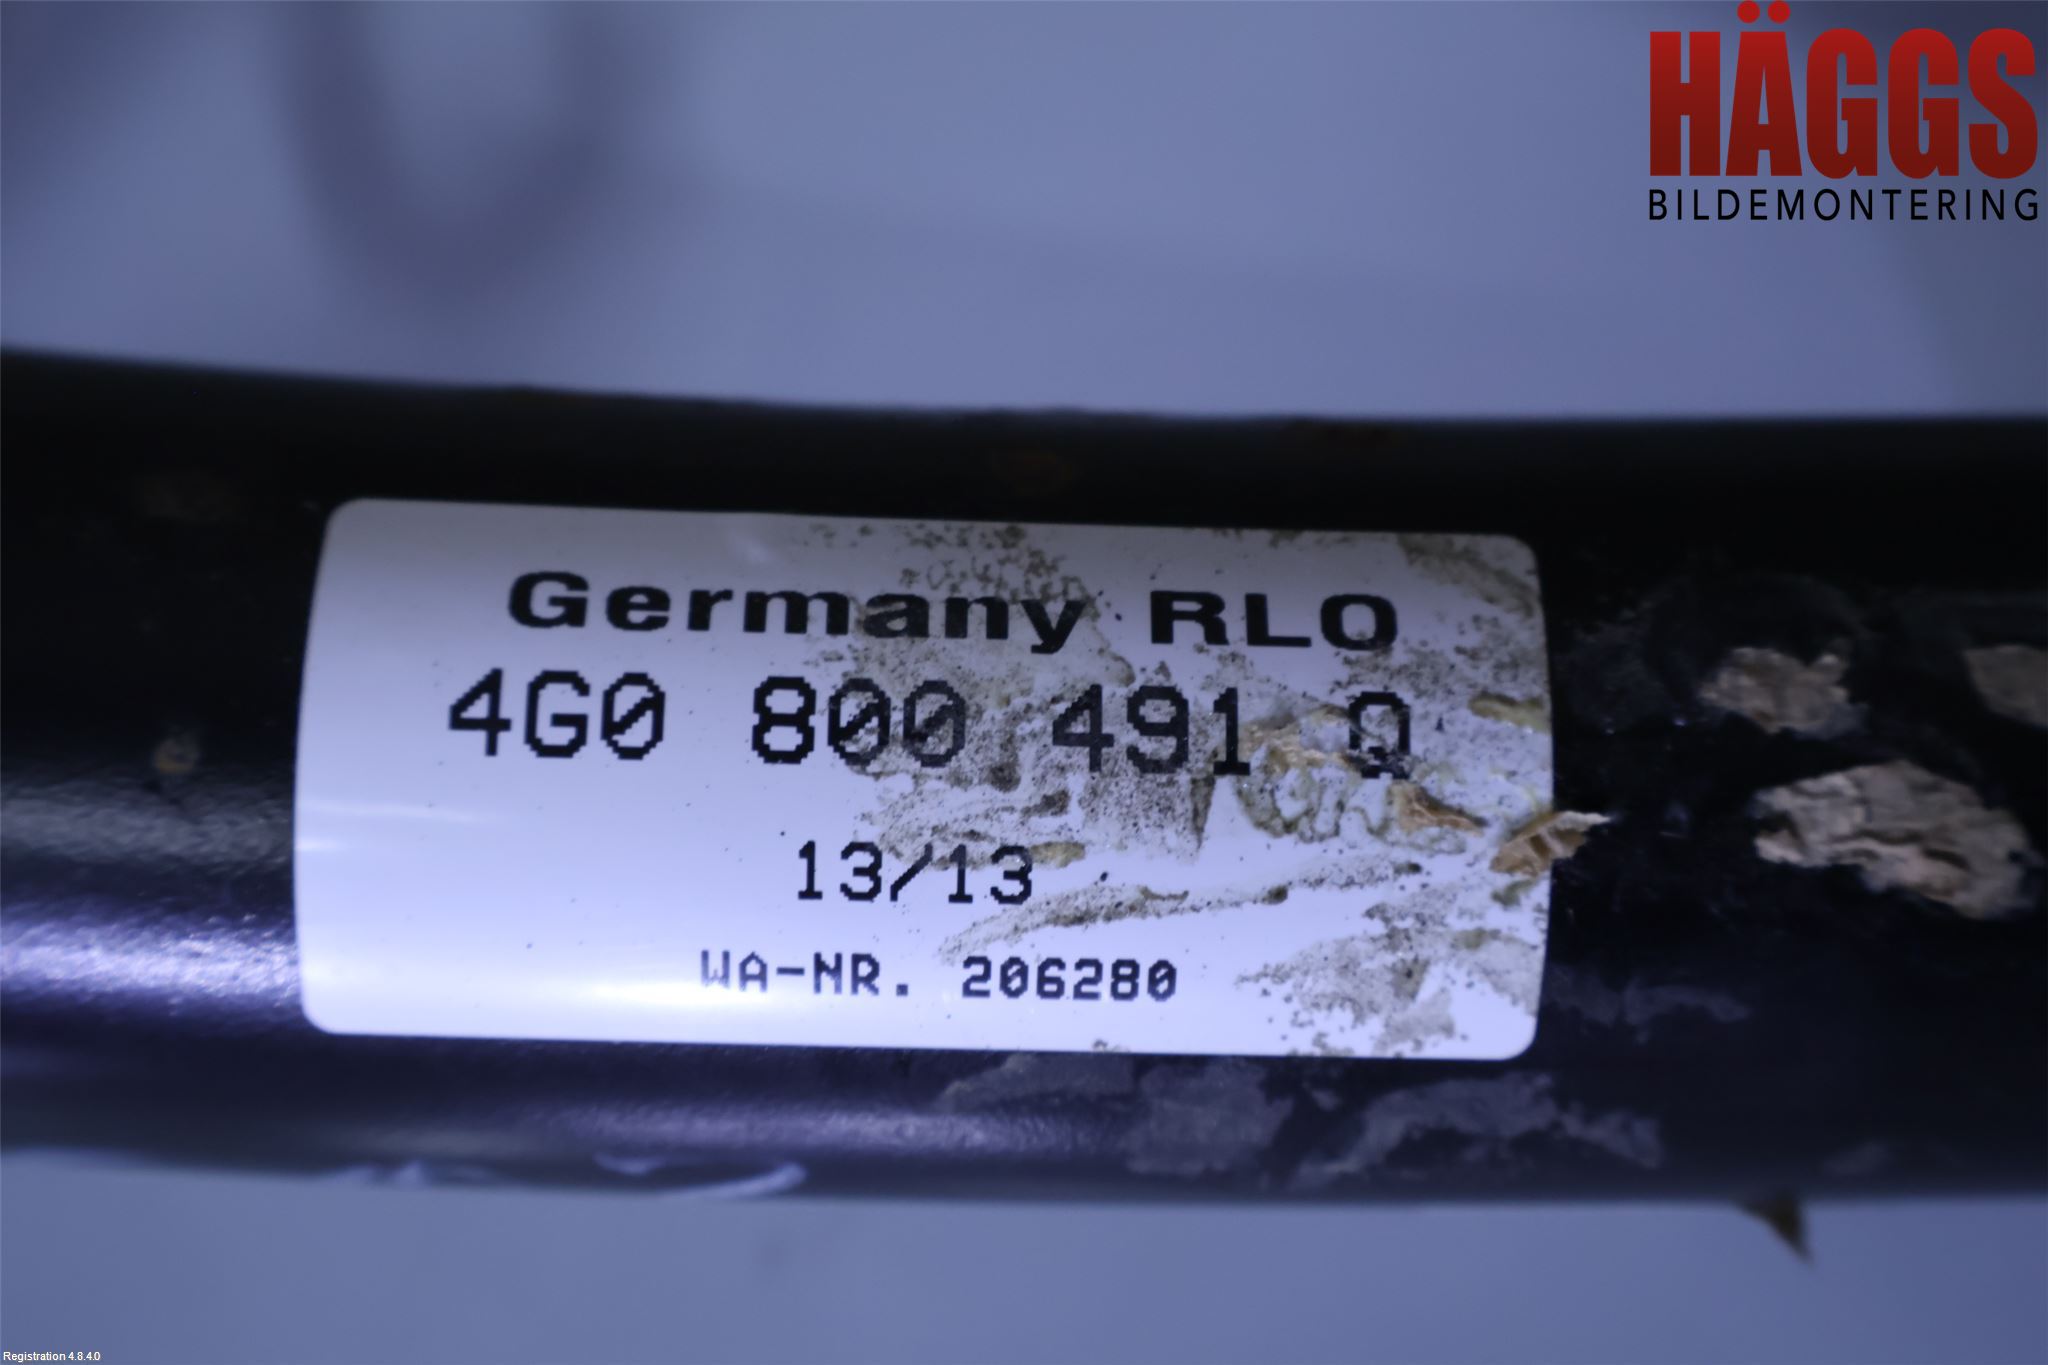 HÄGGS
BILDEMONTERING
Germany RLO
4G0 800 491 Q
13/13
WA-NR. 206280
Registration 4.8.4.0